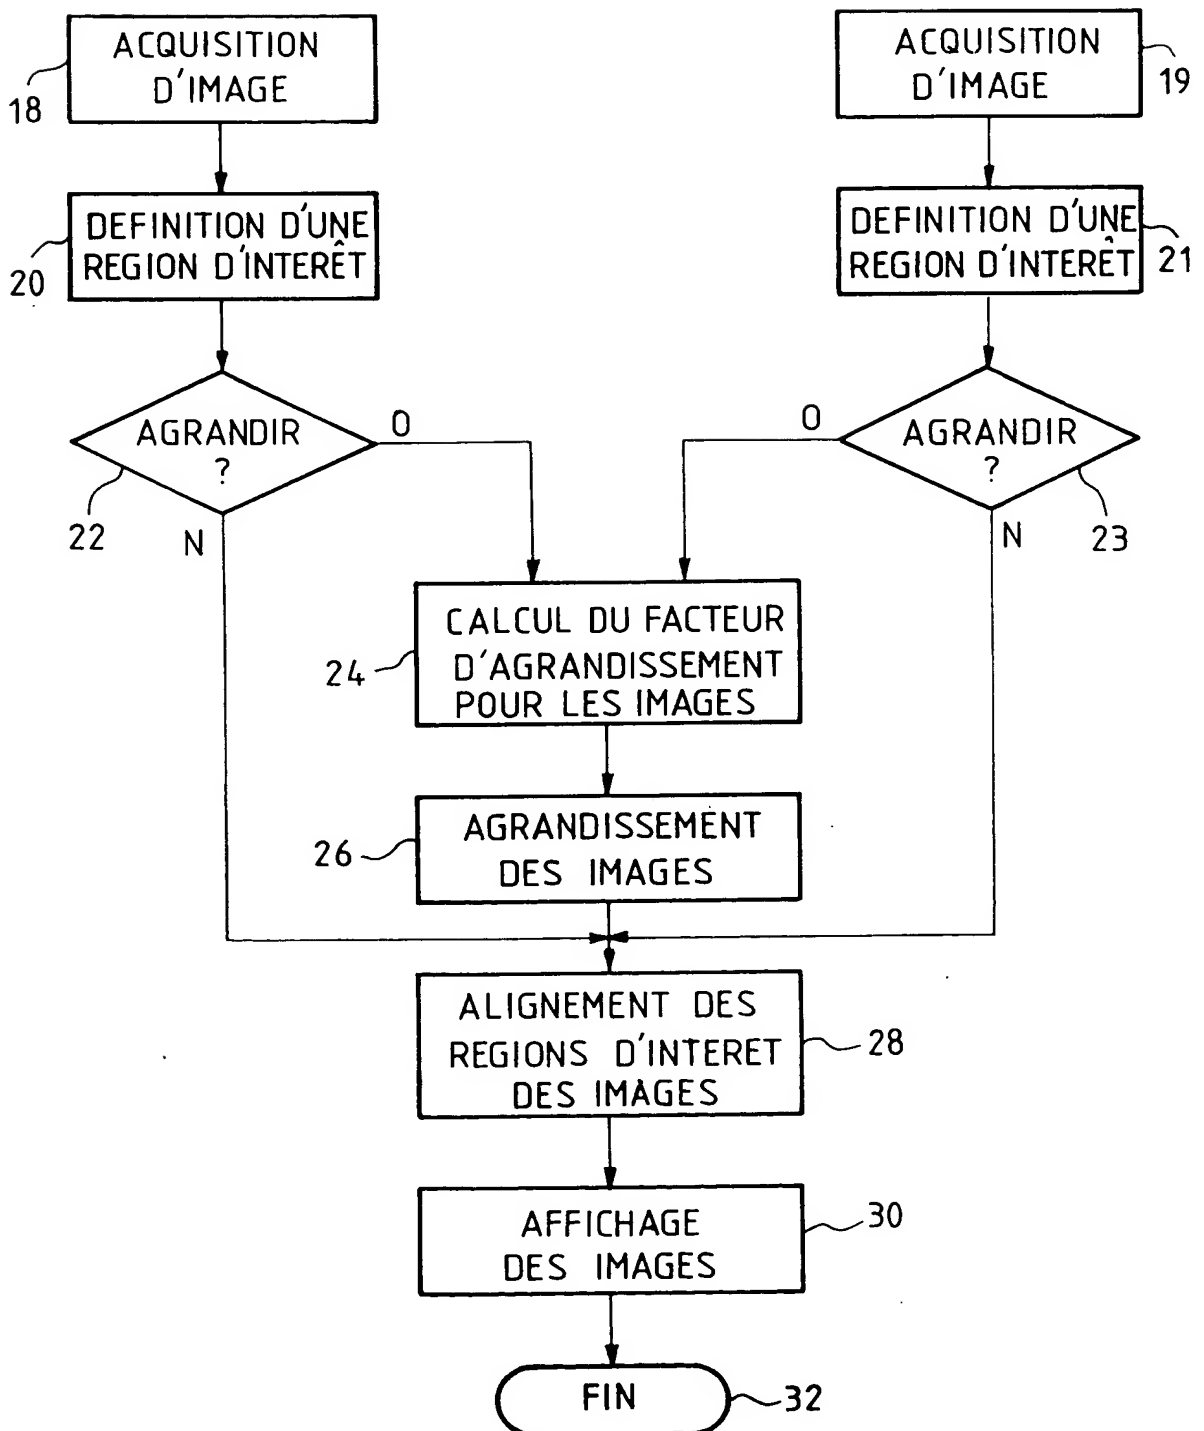 ACQUISITION
D'IMAGE
18
ACQUISITION
D'IMAGE
19
DEFINITION D'UNE
REGION D'INTERÊT
20
DEFINITION D'UNE
REGION D'INTERÊT
21
AGRANDIR
?
O
22
N
O
AGRANDIR
?
N
23
CALCUL DU FACTEUR
D'AGRANDISSEMENT
POUR LES IMAGES
24
AGRANDISSEMENT
DES IMAGES
26
ALIGNEMENT DES
REGIONS D'INTERET
DES IMAGES
28
AFFICHAGE
DES IMAGES
30
FIN
32